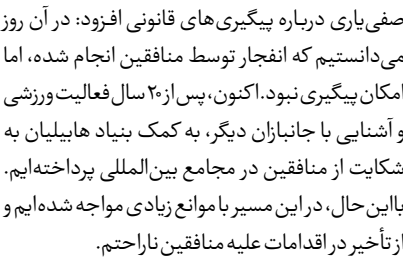 صفی‌یاری درباره پیگیری‌های قانونی افزود: در آن روز
می‌دانستیم که انفجار توسط منافقین انجام شده، اما
امکان پیگیری نبود. اکنون، پس از ۲۰ سال فعالیت ورزشی
و آشنایی با جانبازان دیگر، به کمک بنیاد هابیلیان به
شکایت از منافقین در مجامع بین‌المللی پرداخته‌ایم.
بااین‌حال، در این مسیر با موانع زیادی مواجه شده‌ایم و
از تأخیر در اقدامات علیه منافقین ناراحتم.